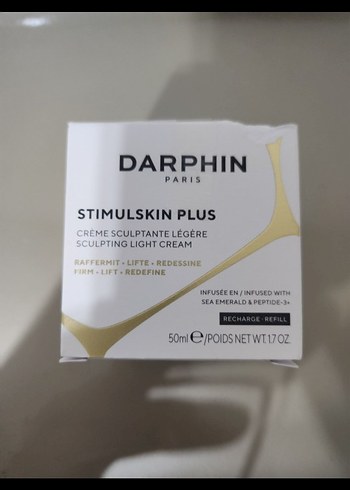 DARPHIN
PARIS
STIMULSKIN PLUS
CRÈME SCULPTANTE LÉGÈRE
SCULPTING LIGHT CREAM
RAFFERMIT • LIFTE • REDESSINE
FIRM • LIFT • REDEFINE
INFUSÉE EN / INFUSED WITH
SEA EMERALD & PEPTIDE-3+
RECHARGE • REFILL
50ml ℮/POIDS NET WT. 1.7 OZ.